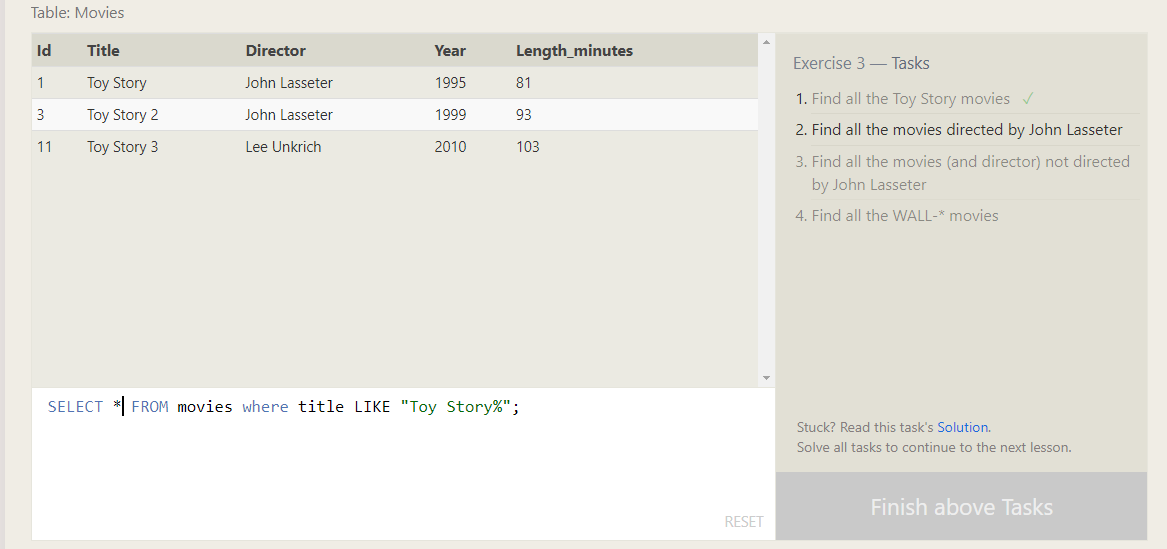 Table: Movies
Id Title Director Year Length_minutes
1 Toy Story John Lasseter 1995 81
3 Toy Story 2 John Lasseter 1999 93
11 Toy Story 3 Lee Unkrich 2010 103
SELECT * FROM movies where title LIKE "Toy Story%";
RESET
Exercise 3 — Tasks
1. Find all the Toy Story movies ✓
2. Find all the movies directed by John Lasseter
3. Find all the movies (and director) not directed
by John Lasseter
4. Find all the WALL-* movies
Stuck? Read this task's Solution.
Solve all tasks to continue to the next lesson.
Finish above Tasks